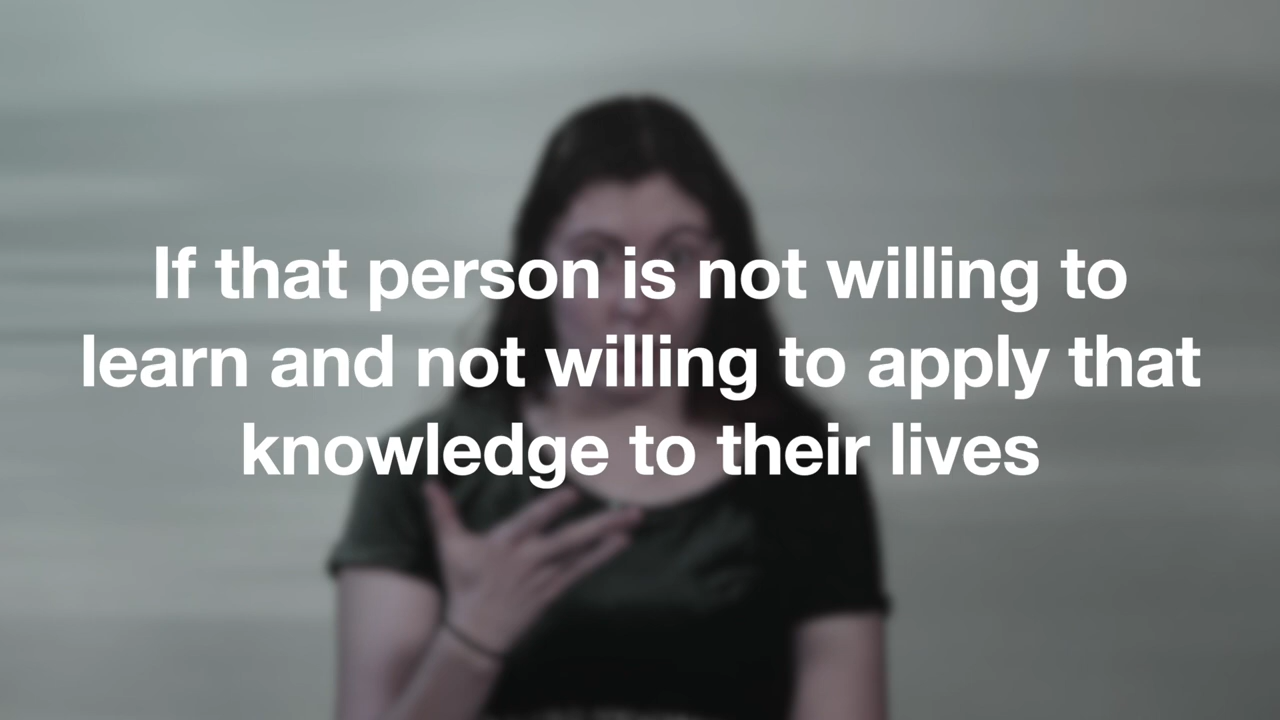 If that person is not willing to
learn and not willing to apply that
knowledge to their lives